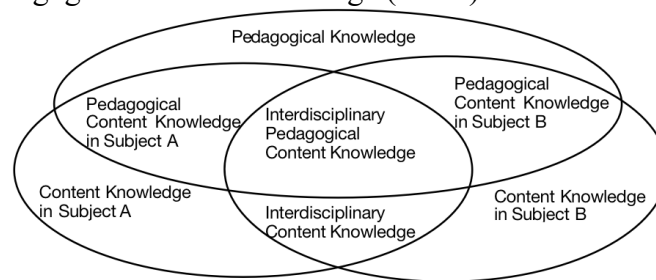 Pedagogical Knowledge
Pedagogical
Content Knowledge
in Subject A
Interdisciplinary
Pedagogical
Content Knowledge
Pedagogical
Content Knowledge
in Subject B
Content Knowledge
in Subject A
Interdisciplinary
Content Knowledge
Content Knowledge
in Subject B